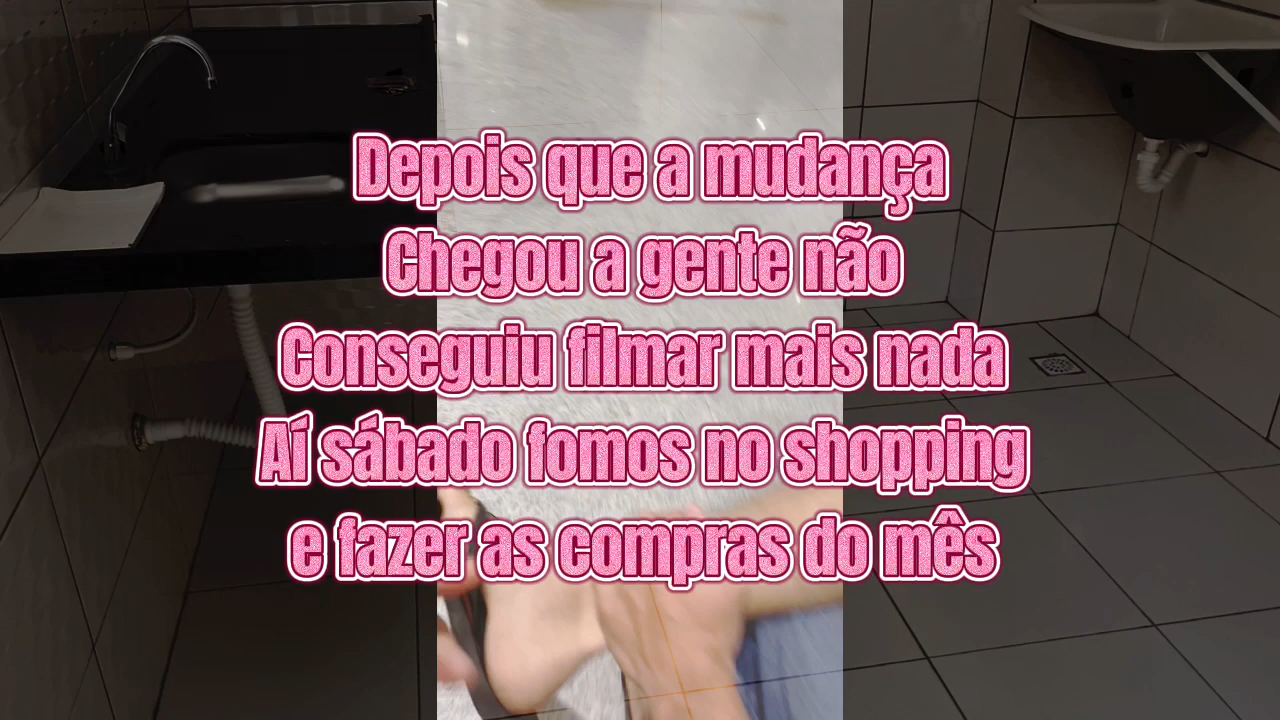 Depois que a mudança
Chegou a gente não
Conseguiu filmar mais nada
Aí sábado fomos no shopping
e fazer as compras do mês